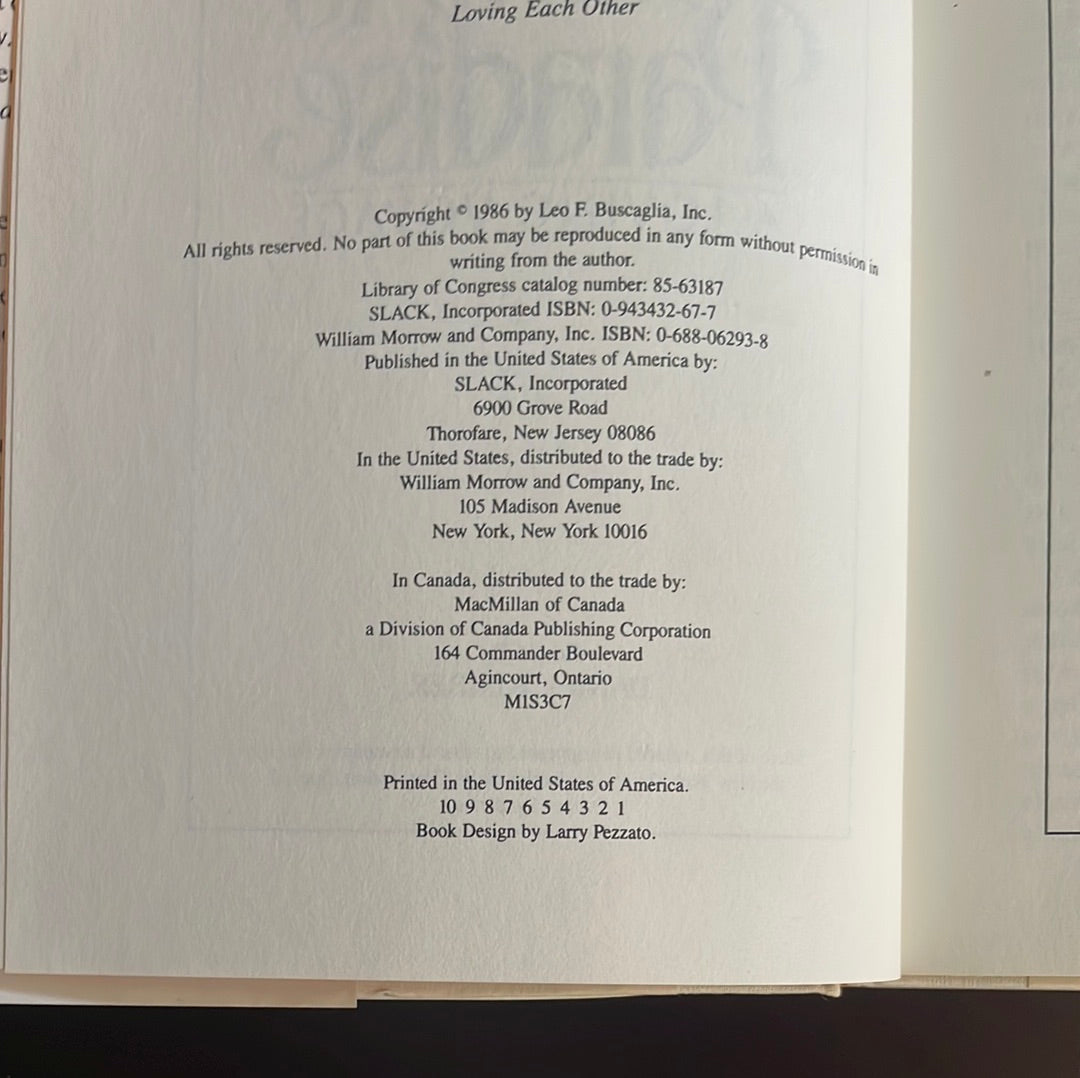 Loving Each Other
Copyright © 1986 by Leo F. Buscaglia, Inc.
All rights reserved. No part of this book may be reproduced in any form without permission in
writing from the author.
Library of Congress catalog number: 85-63187
SLACK, Incorporated ISBN: 0-943432-67-7
William Morrow and Company, Inc. ISBN: 0-688-06293-8
Published in the United States of America by:
SLACK, Incorporated
6900 Grove Road
Thorofare, New Jersey 08086
In the United States, distributed to the trade by:
William Morrow and Company, Inc.
105 Madison Avenue
New York, New York 10016
In Canada, distributed to the trade by:
MacMillan of Canada
a Division of Canada Publishing Corporation
164 Commander Boulevard
Agincourt, Ontario
M1S3C7
Printed in the United States of America.
10 9 8 7 6 5 4 3 2 1
Book Design by Larry Pezzato.